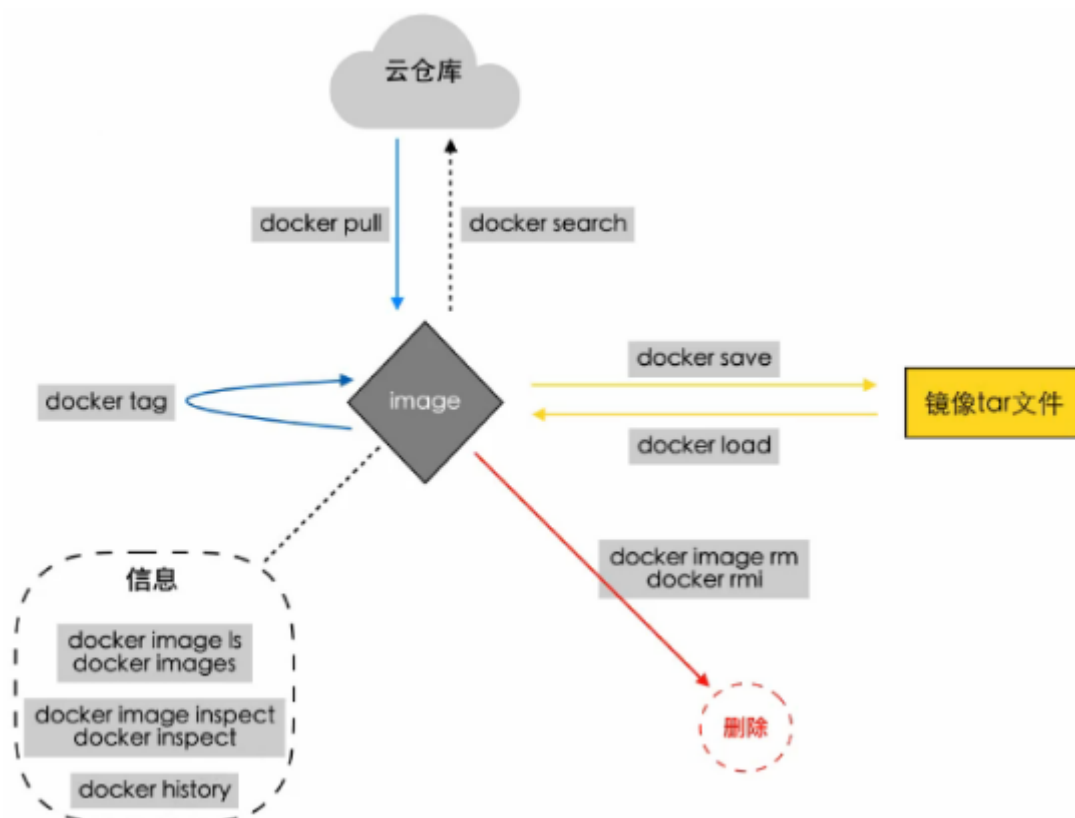 云仓库
docker pull
docker search
docker tag
image
docker save
镜像tar文件
docker load
docker image rm
docker rmi
删除
信息
docker image ls
docker images
docker image inspect
docker inspect
docker history